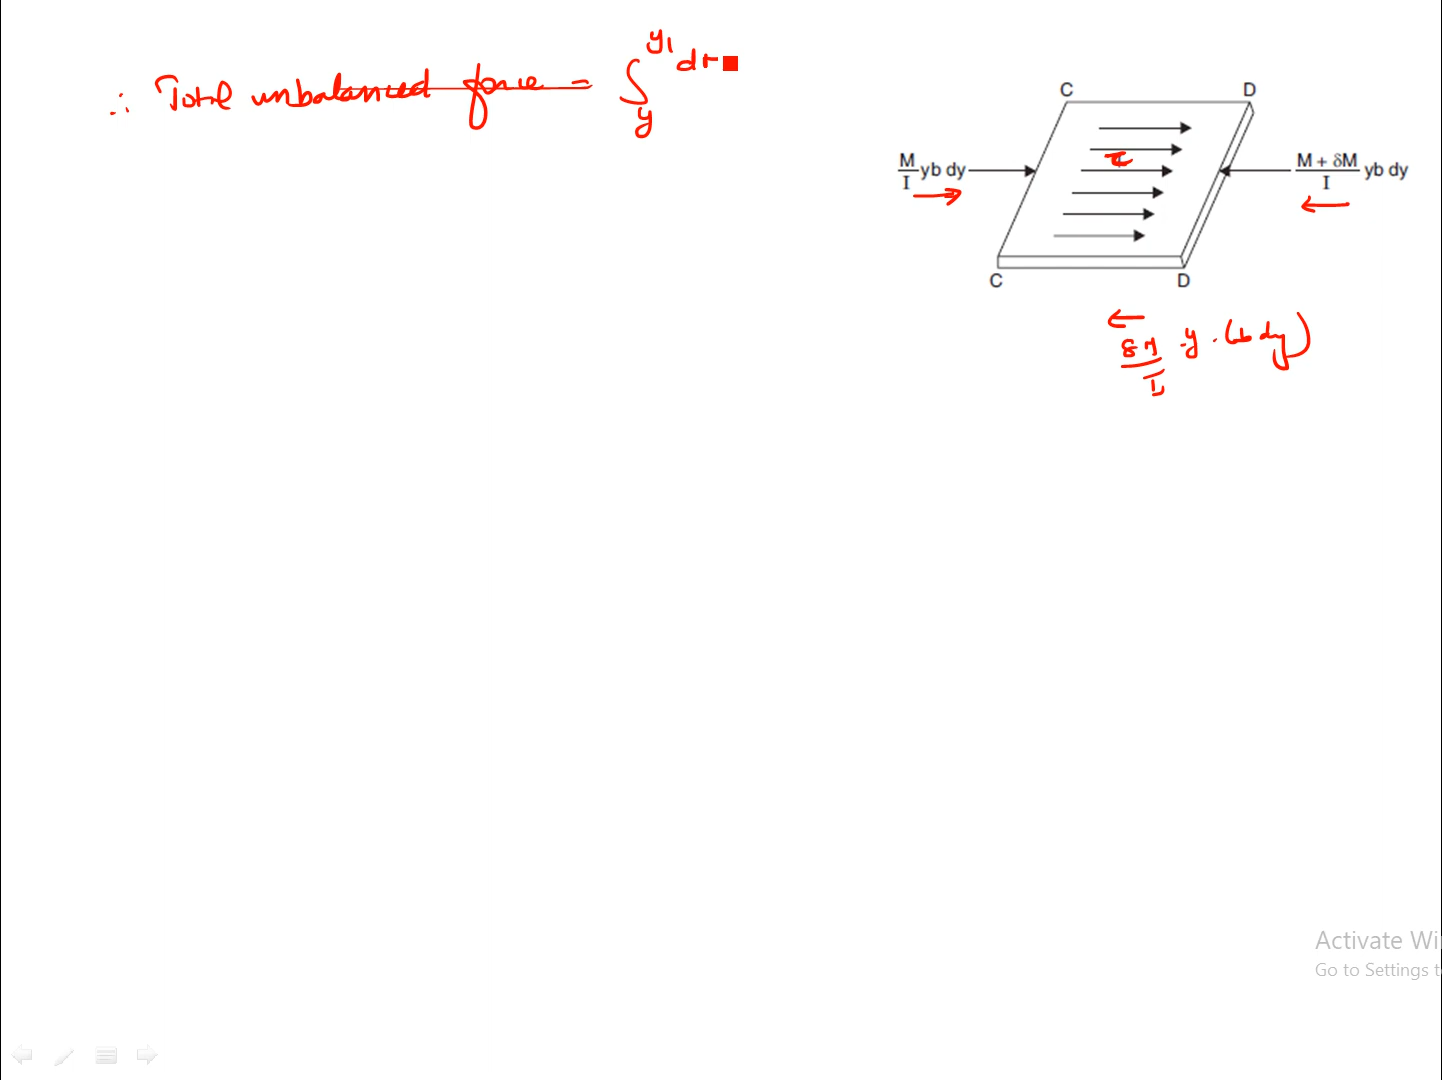 ∴ Total unbalanced force = ∫ y y₁ dF
C D
M/I yb dy
τ
M + δM/I yb dy
C D
δM/I · y · (b dy)
Activate Wi
Go to Settings t